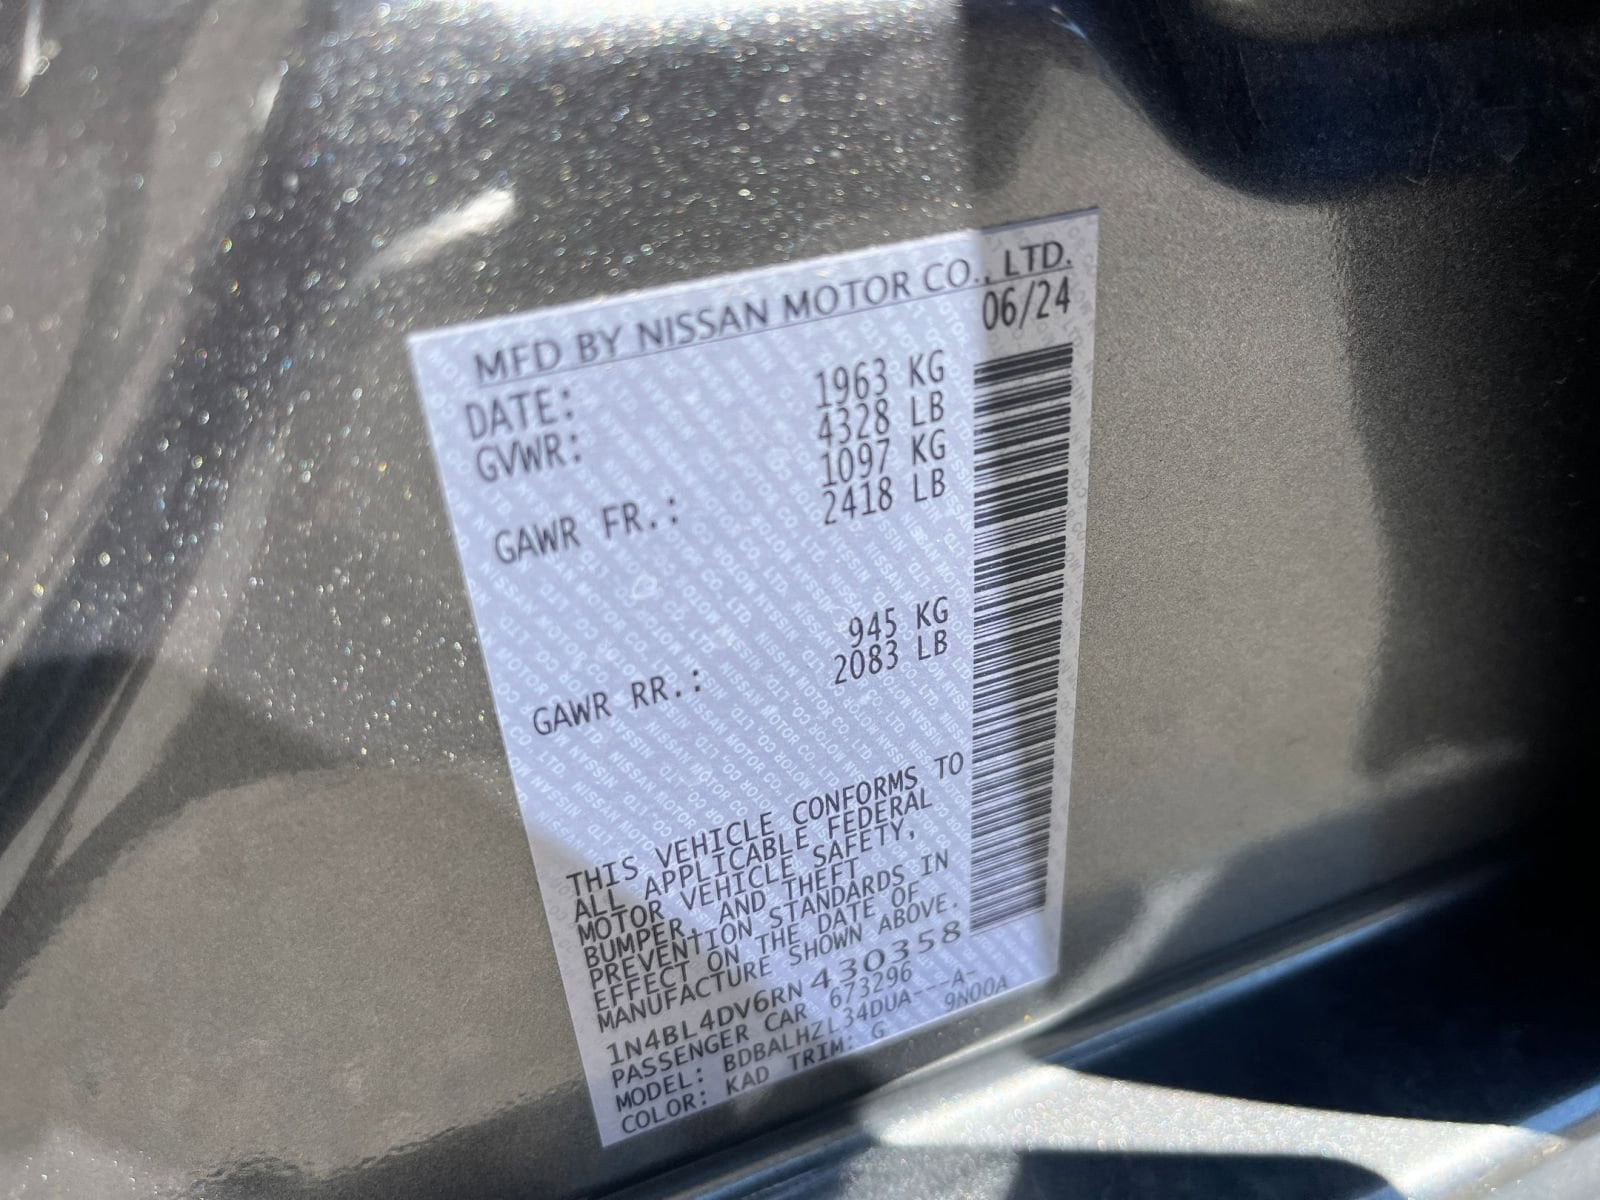 MFD BY NISSAN MOTOR CO., LTD.
DATE: 06/24
GVWR: 1963 KG
4328 LB
GAWR FR.: 1097 KG
2418 LB
GAWR RR.: 945 KG
2083 LB
THIS VEHICLE CONFORMS TO
ALL APPLICABLE FEDERAL
MOTOR VEHICLE SAFETY,
BUMPER, AND THEFT
PREVENTION STANDARDS IN
EFFECT ON THE DATE OF
MANUFACTURE SHOWN ABOVE.
1N4BL4DV6RN430358
PASSENGER CAR 673296
MODEL: BDBALHZL34DUA---A-
COLOR: KAD TRIM: G 9N00A